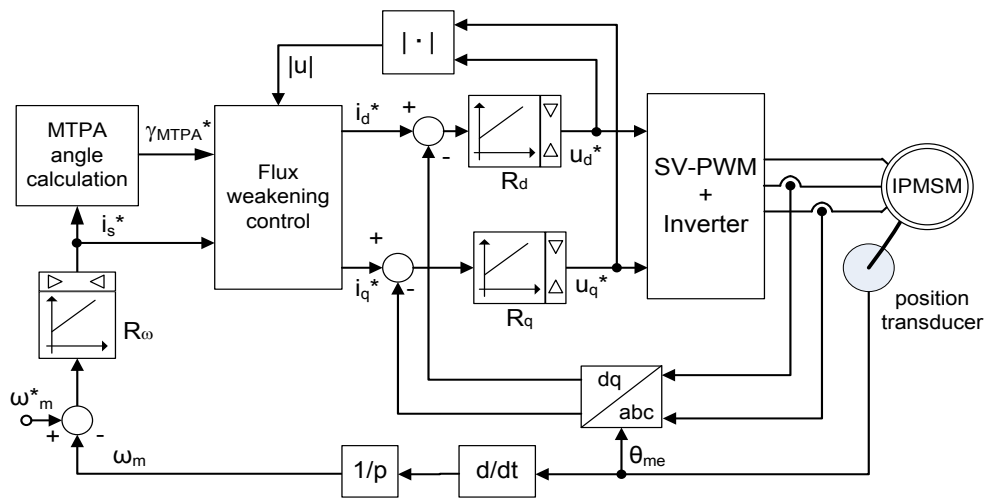 | · |
|u|
MTPA
angle
calculation
γMTPA*
Flux
weakening
control
id*
+
-
Rd
ud*
SV-PWM
+
Inverter
IPMSM
is*
+
iq*
-
Rq
uq*
position
transducer
Rω
dq
abc
ω*m
+
-
ωm
1/p
d/dt
θme